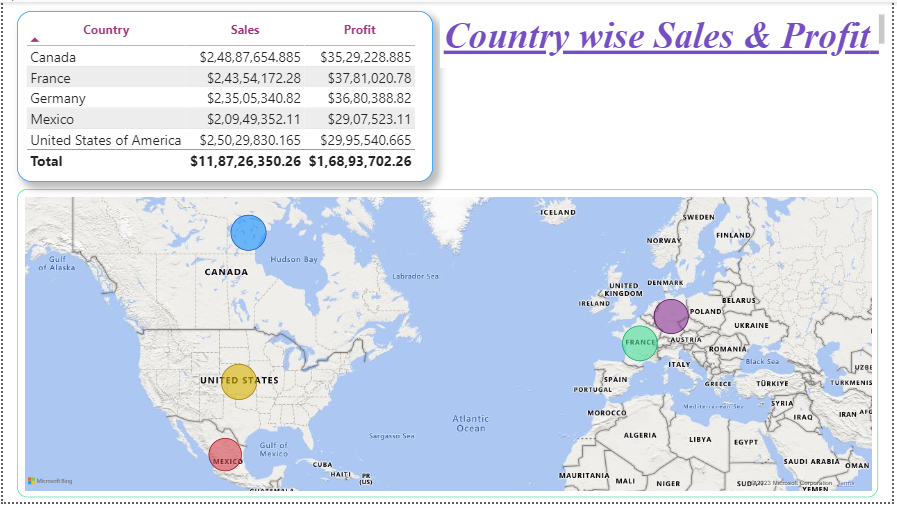 Country wise Sales & Profit
Country Sales Profit
Canada $2,48,87,654.885 $35,29,228.885
France $2,43,54,172.28 $37,81,020.78
Germany $2,35,05,340.82 $36,80,388.82
Mexico $2,09,49,352.11 $29,07,523.11
United States of America $2,50,29,830.165 $29,95,540.665
Total $11,87,26,350.26 $1,68,93,702.26
ICELAND
SWEDEN
FINLAND
NORWAY
Gulf
of Alaska
Hudson Bay
CANADA
Labrador Sea
UNITED
KINGDOM
DENMARK
IRELAND
BELARUS
POLAND
UKRAINE
FRANCE
AUSTRIA
ROMANIA
ITALY
Black Sea
UZBE
UNITED STATES
SPAIN
PORTUGAL
GREECE
TÜRKIYE
TURKMENIS
Mediterranean Sea
SYRIA
Atlantic
Ocean
MOROCCO
IRAQ
IRAN
AFG
Sargasso Sea
ALGERIA
LIBYA
EGYPT
Gulf of
Mexico
MEXICO
CUBA
HAITI
PR
(US)
SAUDI ARABIA
OMAN
MAURITANIA
MALI
NIGER
YEMEN
GUATEMALA
Microsoft Bing
2023 Microsoft Corporation Terms